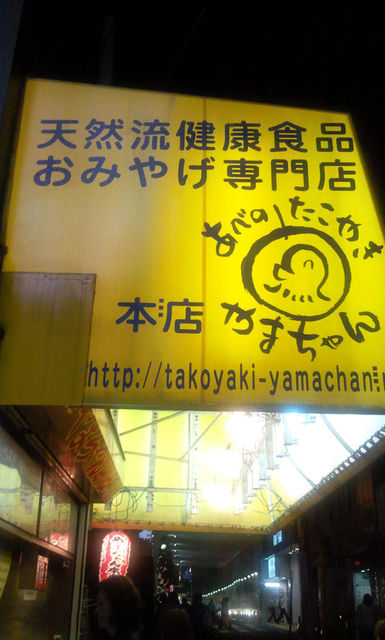 天然流健康食品
おみやげ専門店
あべのたこやき
やまちゃん
本店
http://takoyaki-yamachan